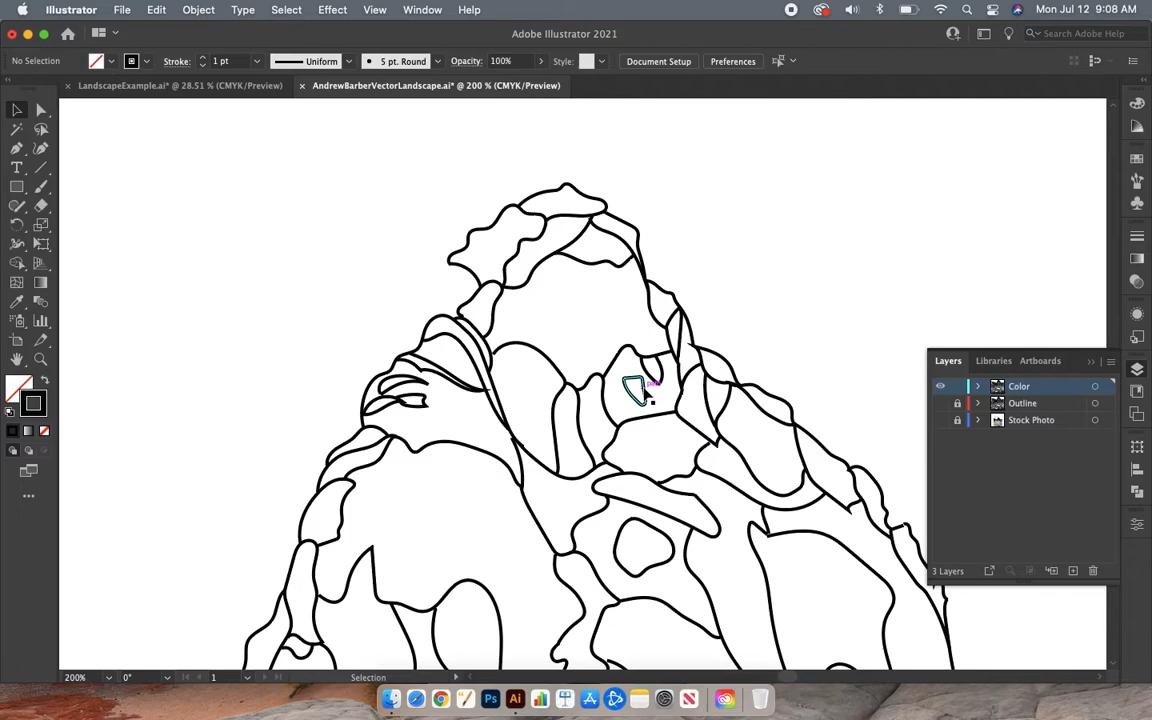 Illustrator File Edit Object Type Select Effect View Window Help Mon Jul 12 9:08 AM
Adobe Illustrator 2021
Search Adobe Help
No Selection Stroke: 1 pt Uniform 5 pt. Round Opacity: 100% Style: Document Setup Preferences
LandscapeExample.ai* @ 28.51 % (CMYK/Preview) AndrewBarberVectorLandscape.ai* @ 200 % (CMYK/Preview)
Layers Libraries Artboards
Color
Outline
Stock Photo
3 Layers
200% 0° 1 Selection